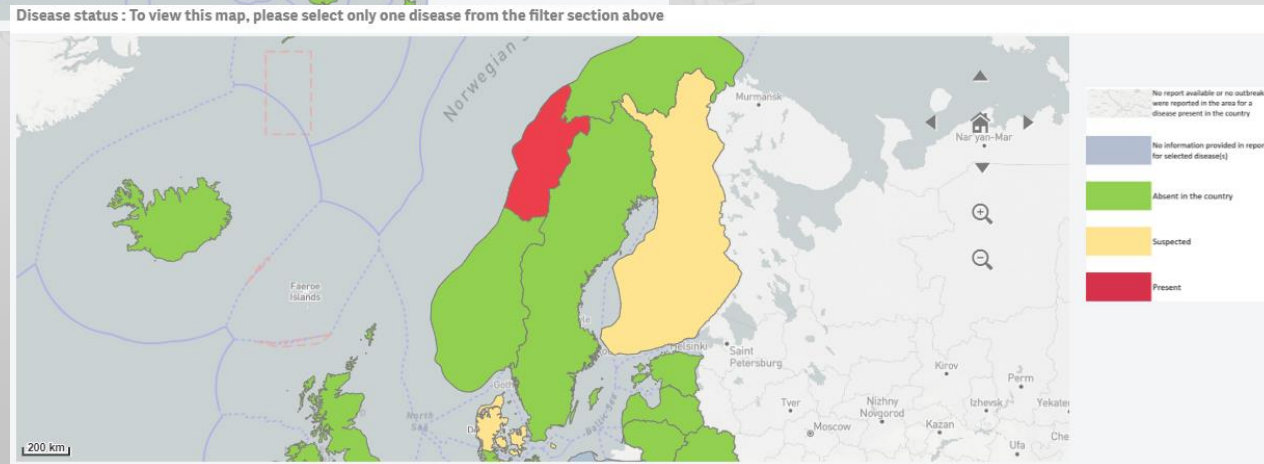 Disease status : To view this map, please select only one disease from the filter section above
Norwegian
Murmansk
Nar'yan-Mar
Faeroe
Islands
Helsinki
Saint
Petersburg
North
Sea
Kirov
Perm
Tver
Nizhny
Novgorod
Izhevsk
Yekate
Moscow
Kazan
Ufa
Che
200 km
No report available or no outbreak
were reported in the area for a
disease present in the country
No information provided in repor
for selected disease(s)
Absent in the country
Suspected
Present